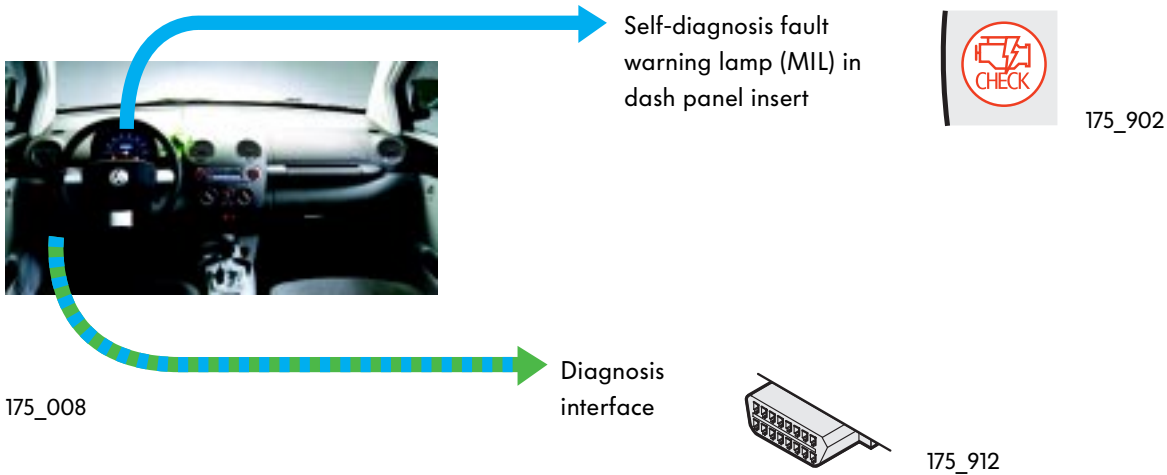 Self-diagnosis fault
warning lamp (MIL) in
dash panel insert
CHECK
175_902
Diagnosis
interface
175_008
175_912